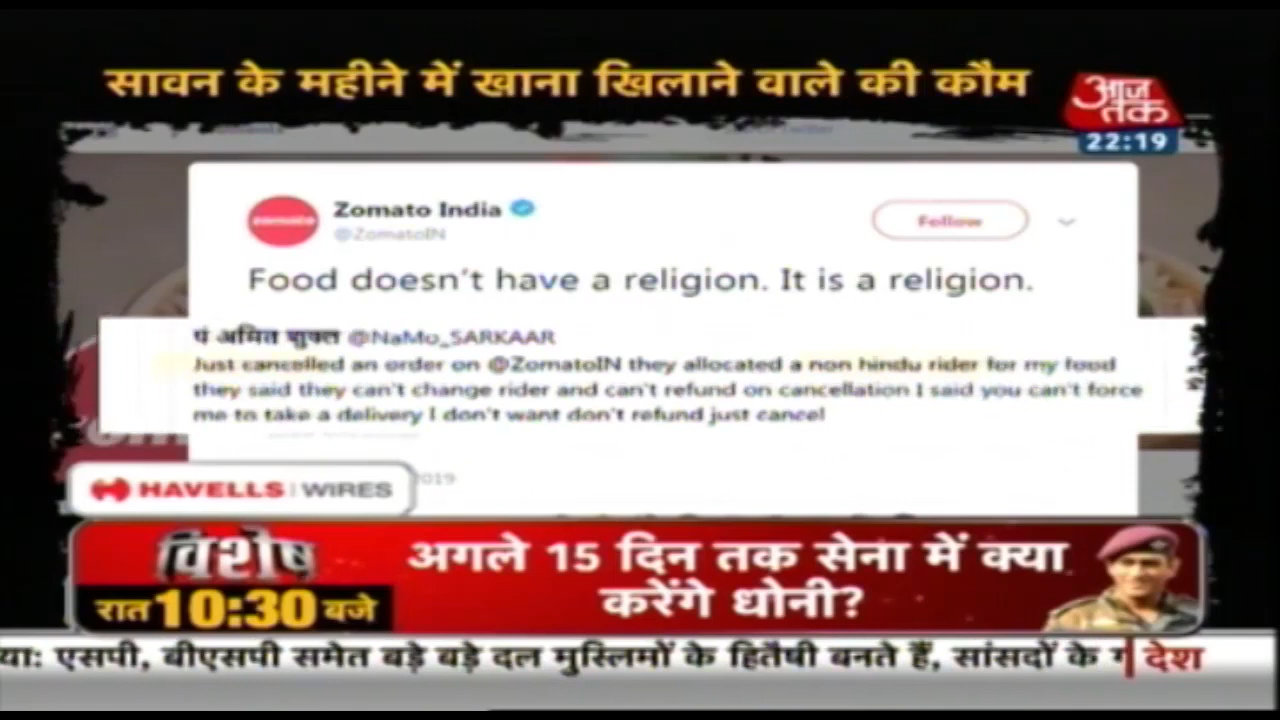 सावन के महीने में खाना खिलाने वाले की कौम
आज
तक
22:19
zomato
Zomato India
@ZomatoIN
Follow
Food doesn't have a religion. It is a religion.
पं अमित शुक्ल @NaMo_SARKAAR
Just cancelled an order on @ZomatoIN they allocated a non hindu rider for my food
they said they can't change rider and can't refund on cancellation I said you can't force
me to take a delivery I don't want don't refund just cancel
2019
HAVELLS WIRES
विशेष
रात 10:30 बजे
अगले 15 दिन तक सेना में क्या
करेंगे धोनी?
या: एसपी, बीएसपी समेत बड़े बड़े दल मुस्लिमों के हितैषी बनते हैं, सांसदों के
देश